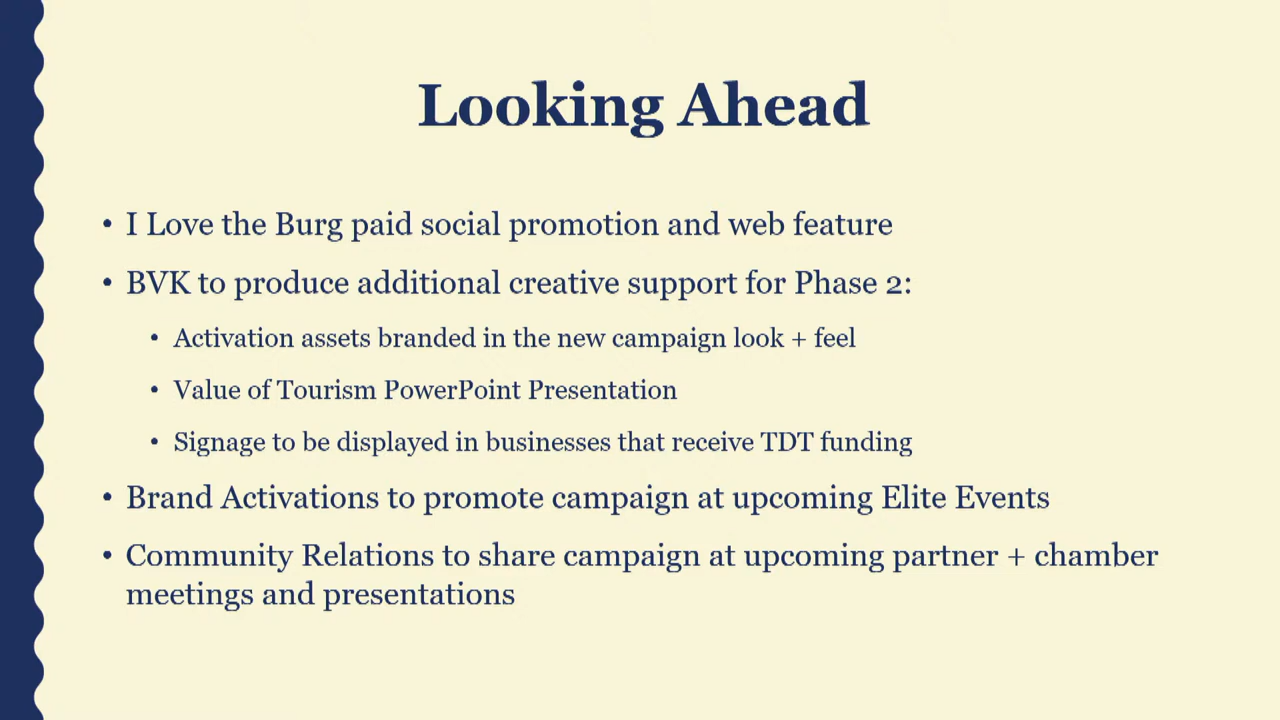 Looking Ahead
• I Love the Burg paid social promotion and web feature
• BVK to produce additional creative support for Phase 2:
• Activation assets branded in the new campaign look + feel
• Value of Tourism PowerPoint Presentation
• Signage to be displayed in businesses that receive TDT funding
• Brand Activations to promote campaign at upcoming Elite Events
• Community Relations to share campaign at upcoming partner + chamber
meetings and presentations